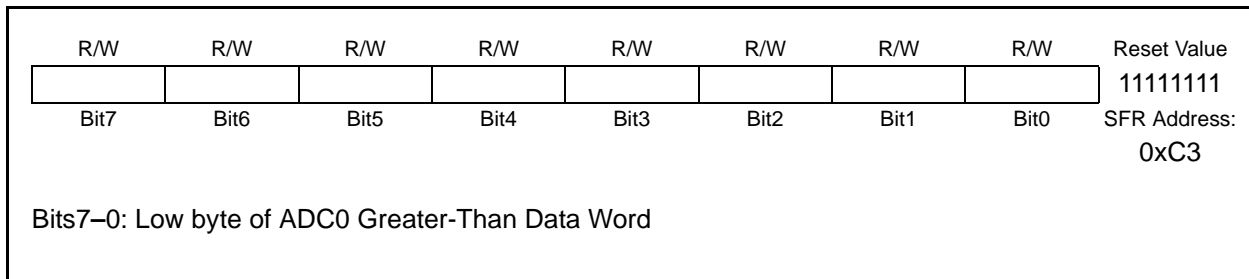 R/W R/W R/W R/W R/W R/W R/W R/W Reset Value
11111111
Bit7 Bit6 Bit5 Bit4 Bit3 Bit2 Bit1 Bit0 SFR Address:
0xC3
Bits7–0: Low byte of ADC0 Greater-Than Data Word